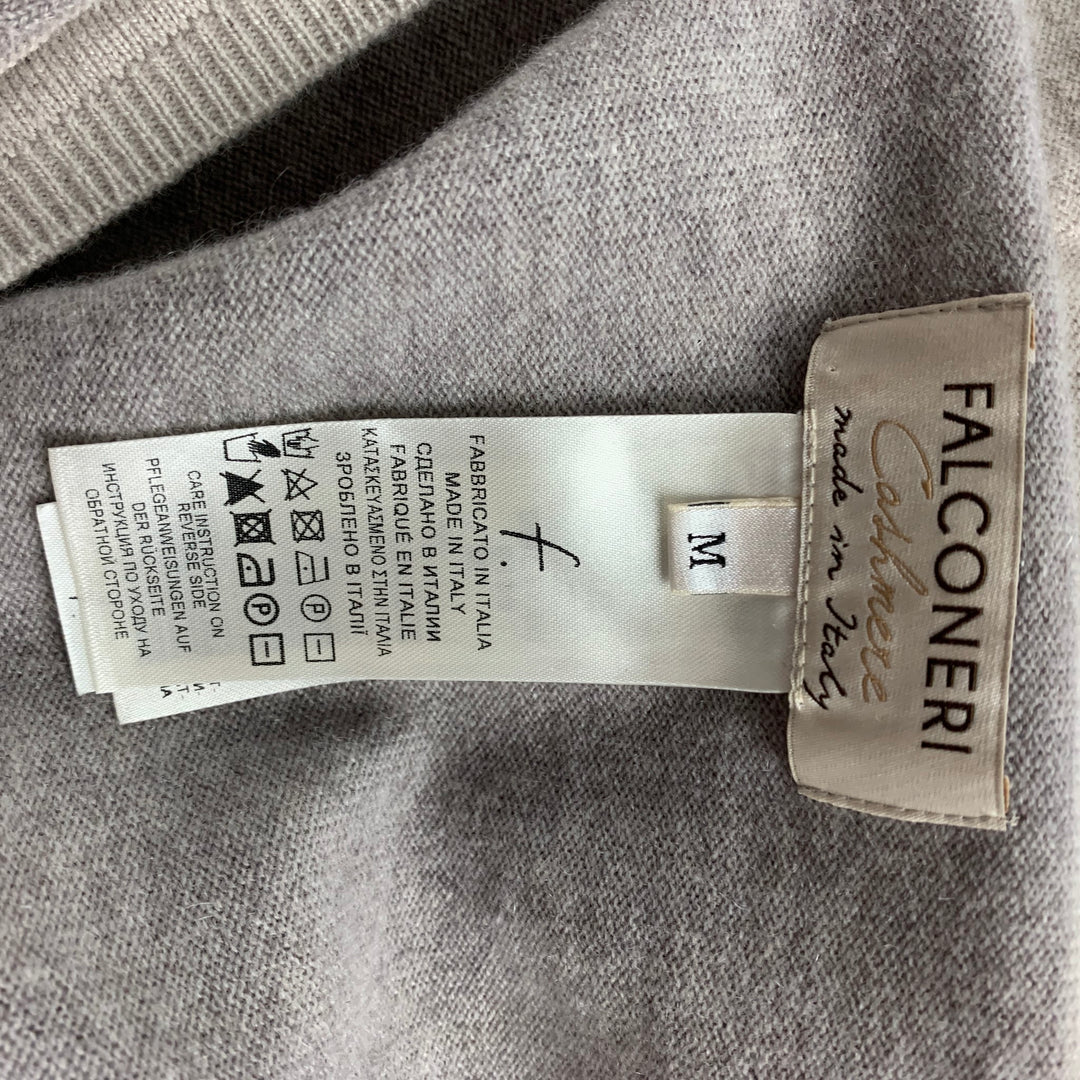 FALCONERI
Cashmere
made in Italy
M
f
FABBRICATO IN ITALIA
MADE IN ITALY
СДЕЛАНО В ИТАЛИИ
FABRIQUÉ EN ITALIE
ΚΑΤΑΣΚΕΥΑΣΜΕΝΟ ΣΤΗΝ ΙΤΑΛΙΑ
ЗРОБЛЕНО В ІТАЛІЇ
P
P
CARE INSTRUCTION ON
REVERSE SIDE
PFLEGEANWEISUNGEN AUF
DER RÜCKSEITE
ИНСТРУКЦИЯ ПО УХОДУ НА
ОБРАТНОЙ СТОРОНЕ